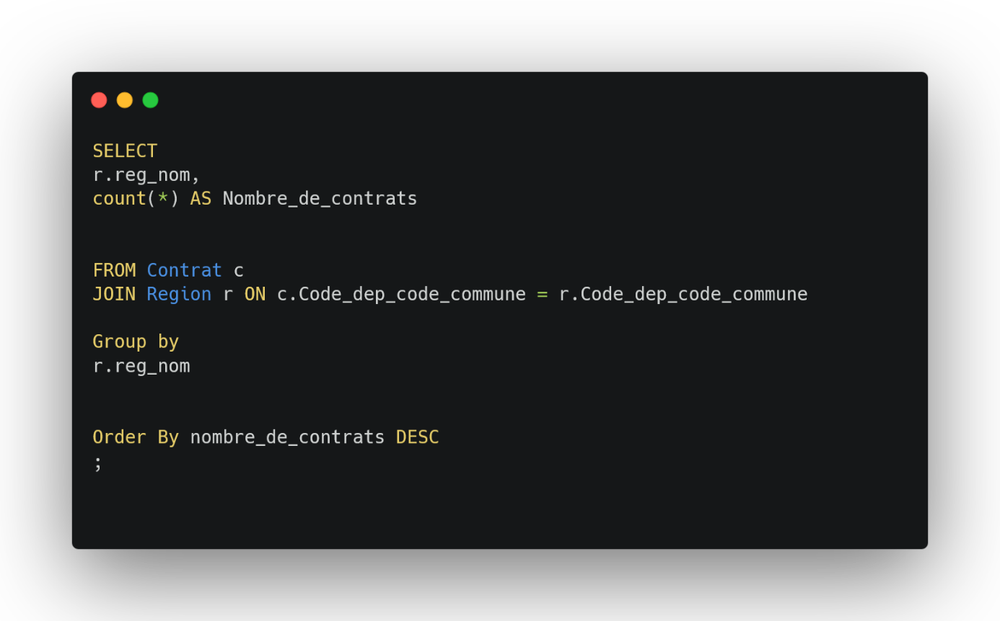 SELECT
r.reg_nom,
count(*) AS Nombre_de_contrats
FROM Contrat c
JOIN Region r ON c.Code_dep_code_commune = r.Code_dep_code_commune
Group by
r.reg_nom
Order By nombre_de_contrats DESC
;